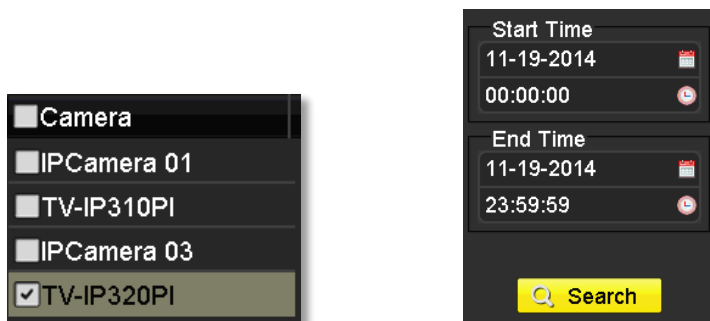 Camera
IPCamera 01
TV-IP310PI
IPCamera 03
TV-IP320PI
Start Time
11-19-2014
00:00:00
End Time
11-19-2014
23:59:59
Search